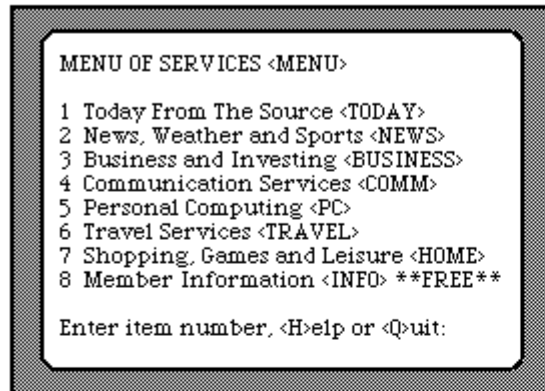 MENU OF SERVICES <MENU>
1 Today From The Source <TODAY>
2 News, Weather and Sports <NEWS>
3 Business and Investing <BUSINESS>
4 Communication Services <COMM>
5 Personal Computing <PC>
6 Travel Services <TRAVEL>
7 Shopping, Games and Leisure <HOME>
8 Member Information <INFO> **FREE**
Enter item number, <H>elp or <Q>uit: